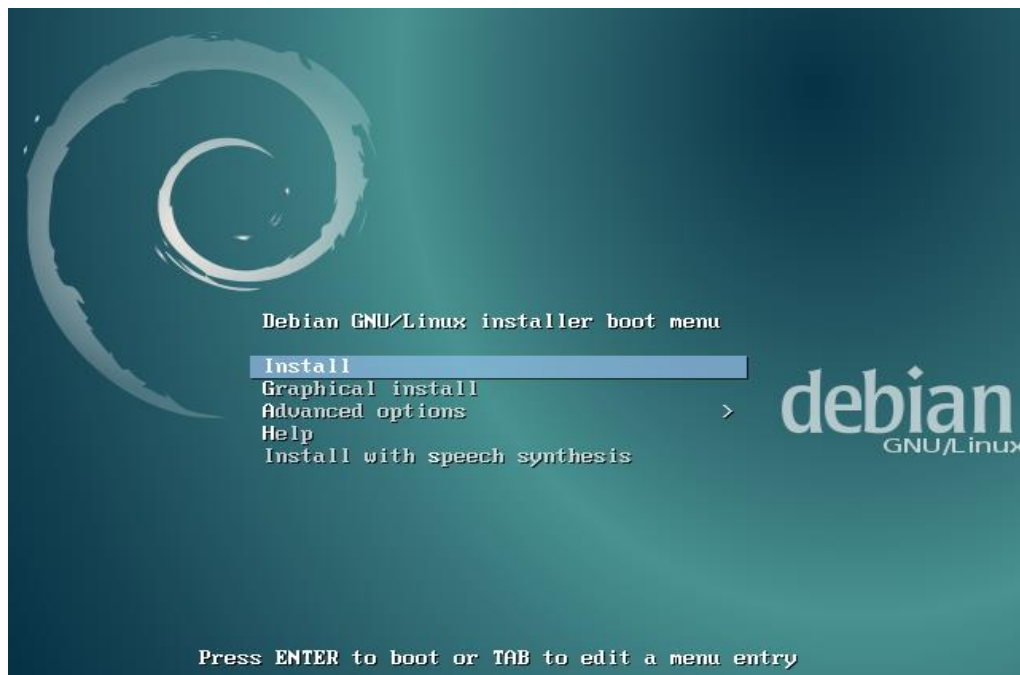 Debian GNU/Linux installer boot menu
Install
Graphical install
Advanced options >
Help
Install with speech synthesis
debian
GNU/Linux
Press ENTER to boot or TAB to edit a menu entry